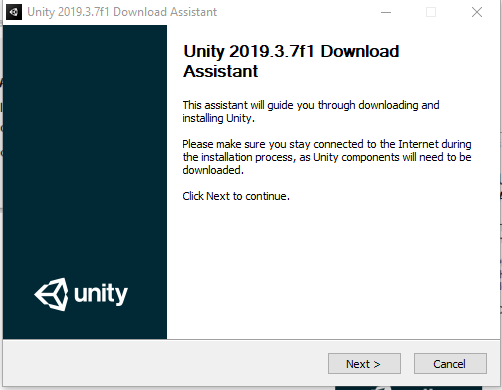 Unity 2019.3.7f1 Download Assistant
Unity 2019.3.7f1 Download
Assistant
This assistant will guide you through downloading and
installing Unity.
Please make sure you stay connected to the Internet during
the installation process, as Unity components will need to be
downloaded.
Click Next to continue.
unity
Next >
Cancel